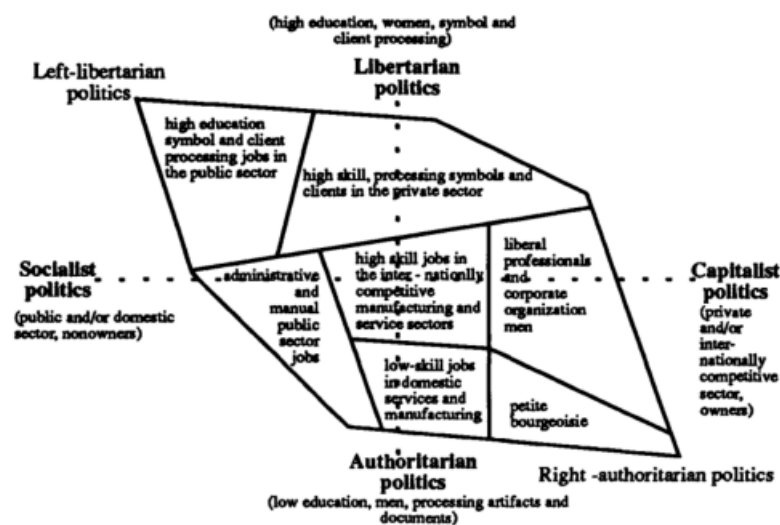 (high education, women, symbol and
client processing)
Left-libertarian
politics
Libertarian
politics
high education
symbol and client
processing jobs in
the public sector
high skill, processing symbols and
clients in the private sector
Socialist
politics
(public and/or domestic
sector, nonowners)
administrative
and
manual
public
sector
jobs
high skill jobs in
the inter - nationlly
competitive
manufacturing and
service sectors
liberal
professionals
and
corporate
organization
men
Capitalist
politics
(private
and/or
inter-
nationally
competitive
sector,
owners)
low-skill jobs
in domestic
services and
manufacturing
petite
bourgeoisie
Authoritarian
politics
(low education, men, processing artifacts and
documents)
Right -authoritarian politics